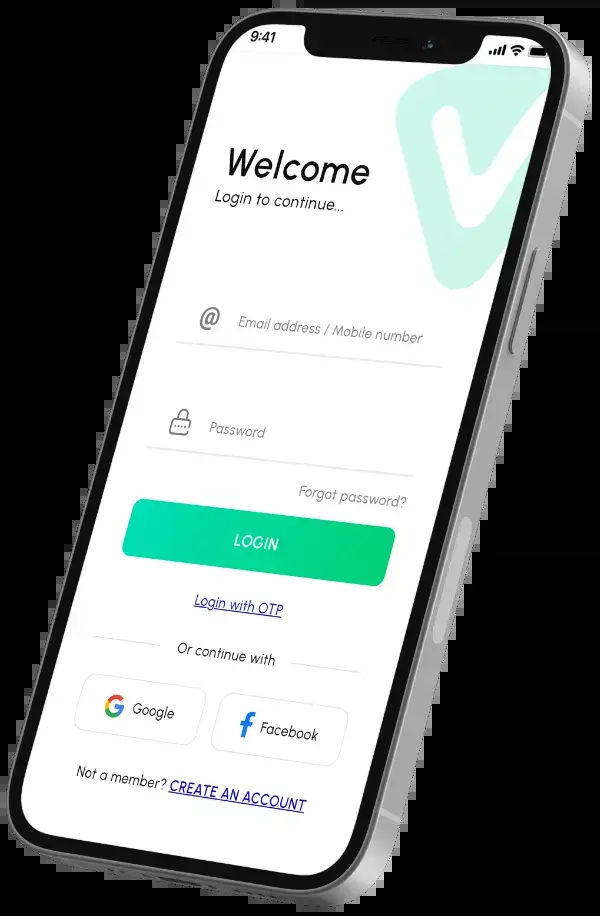 9:41
Welcome
Login to continue...
@ Email address / Mobile number
Password
Forgot password?
LOGIN
Login with OTP
Or continue with
Google
Facebook
Not a member? CREATE AN ACCOUNT